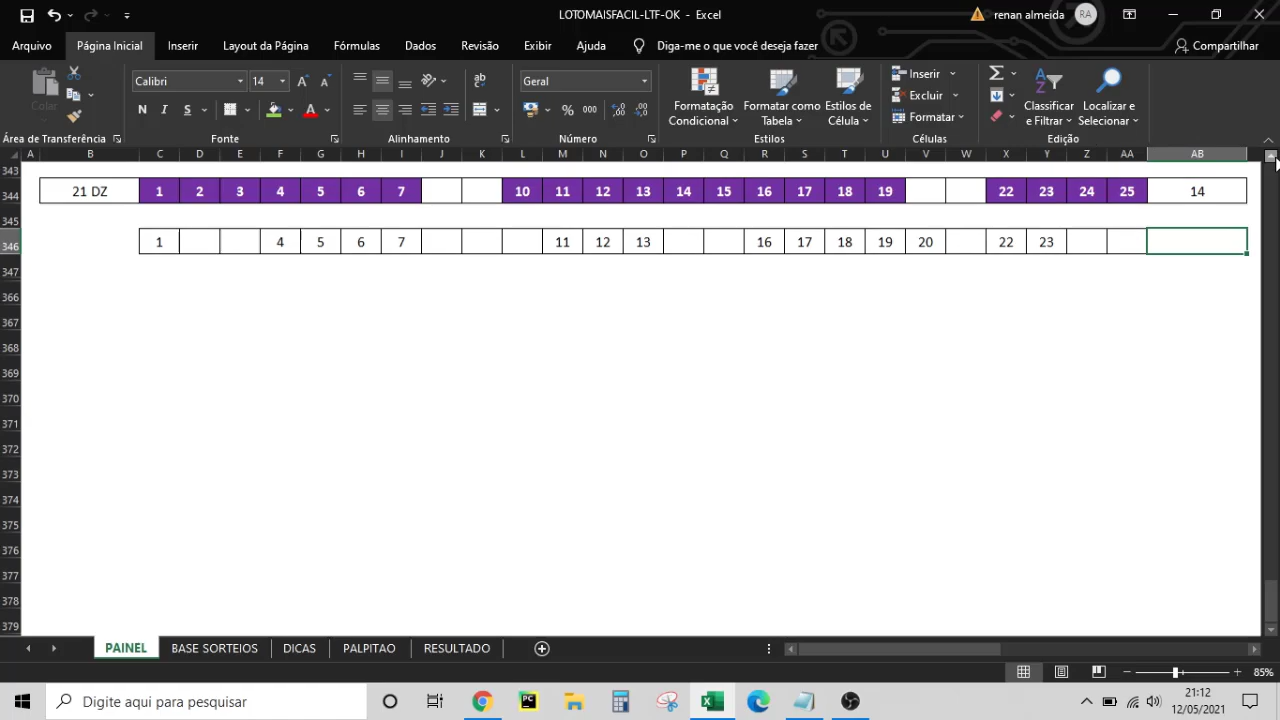 LOTOMAISFACIL-LTF-OK - Excel
renan almeida RA
Arquivo Página Inicial Inserir Layout da Página Fórmulas Dados Revisão Exibir Ajuda Diga-me o que você deseja fazer Compartilhar
Colar
Calibri 14
N I S A
Geral
% 000
Formatação Condicional
Formatar como Tabela
Estilos de Célula
Inserir
Excluir
Formatar
Classificar e Filtrar
Localizar e Selecionar
Área de Transferência Fonte Alinhamento Número Estilos Células Edição
A B C D E F G H I J K L M N O P Q R S T U V W X Y Z AA AB
343
344 21 DZ 1 2 3 4 5 6 7 10 11 12 13 14 15 16 17 18 19 22 23 24 25 14
345
346 1 4 5 6 7 11 12 13 16 17 18 19 20 22 23
347
366
367
368
369
370
371
372
373
374
375
376
377
378
379
PAINEL BASE SORTEIOS DICAS PALPITAO RESULTADO
85%
Digite aqui para pesquisar
21:12
12/05/2021